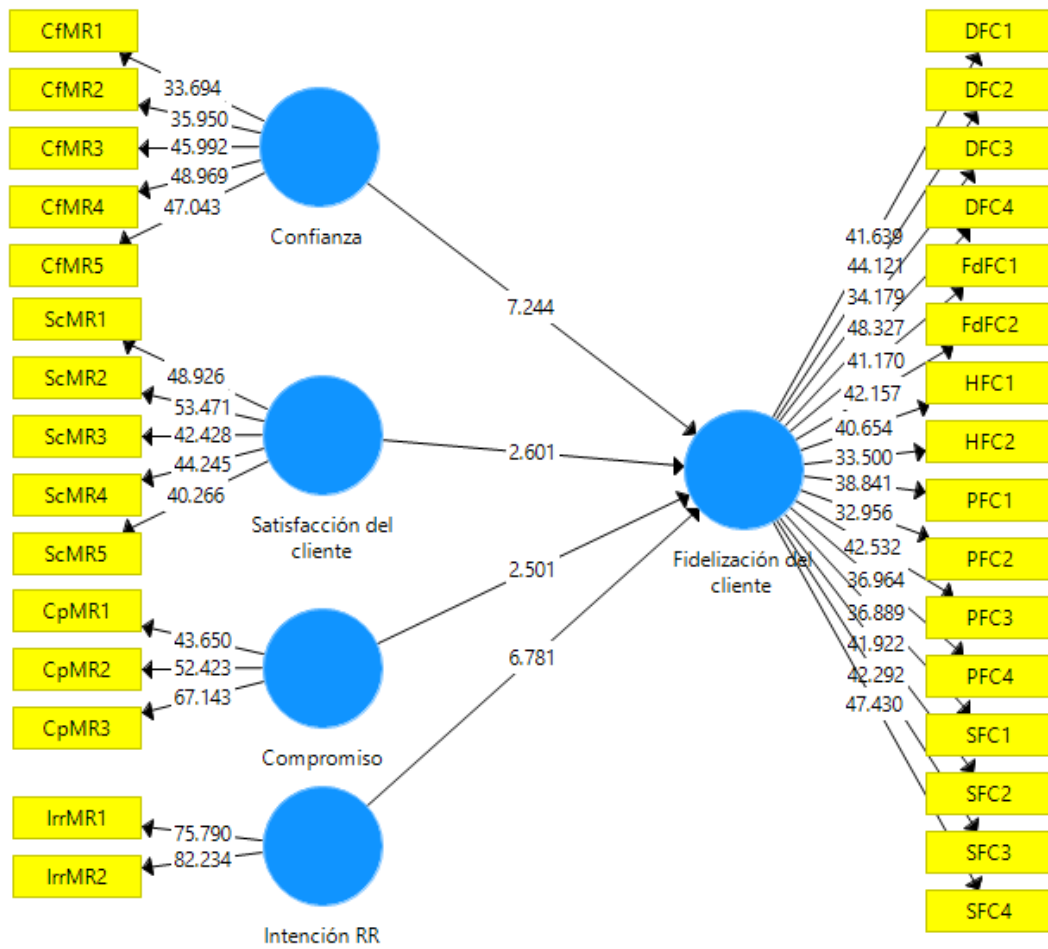 CfMR1
CfMR2
CfMR3
CfMR4
CfMR5
33.694
35.950
45.992
48.969
47.043
Confianza
ScMR1
ScMR2
ScMR3
ScMR4
ScMR5
48.926
53.471
42.428
44.245
40.266
Satisfacción del
cliente
CpMR1
CpMR2
CpMR3
43.650
52.423
67.143
Compromiso
IrrMR1
IrrMR2
75.790
82.234
Intención RR
7.244
2.601
2.501
6.781
Fidelización del
cliente
41.639
44.121
34.179
48.327
41.170
42.157
40.654
33.500
38.841
32.956
42.532
36.964
36.889
41.922
42.292
47.430
DFC1
DFC2
DFC3
DFC4
FdFC1
FdFC2
HFC1
HFC2
PFC1
PFC2
PFC3
PFC4
SFC1
SFC2
SFC3
SFC4